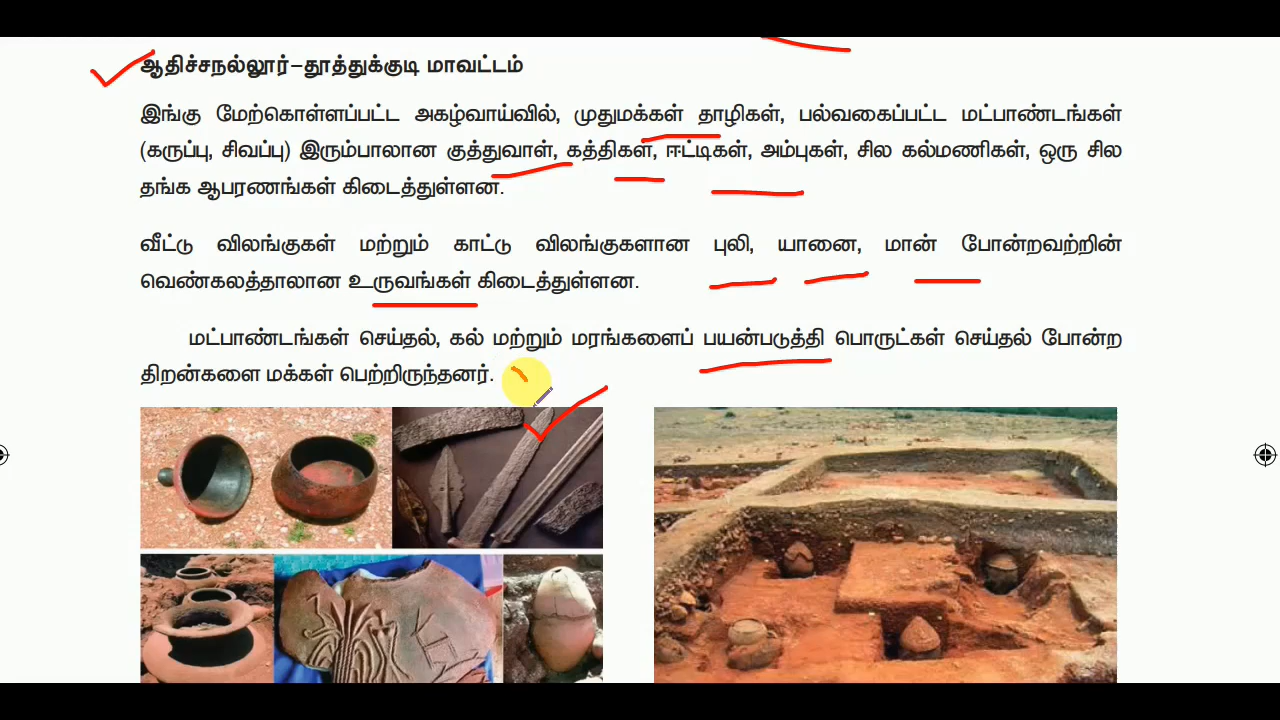 ஆதிச்சநல்லூர்–தூத்துக்குடி மாவட்டம்
இங்கு மேற்கொள்ளப்பட்ட அகழ்வாய்வில், முதுமக்கள் தாழிகள், பல்வகைப்பட்ட மட்பாண்டங்கள்
(கருப்பு, சிவப்பு) இரும்பாலான குத்துவாள், கத்திகள், ஈட்டிகள், அம்புகள், சில கல்மணிகள், ஒரு சில
தங்க ஆபரணங்கள் கிடைத்துள்ளன.
வீட்டு விலங்குகள் மற்றும் காட்டு விலங்குகளான புலி, யானை, மான் போன்றவற்றின்
வெண்கலத்தாலான உருவங்கள் கிடைத்துள்ளன.
மட்பாண்டங்கள் செய்தல், கல் மற்றும் மரங்களைப் பயன்படுத்தி பொருட்கள் செய்தல் போன்ற
திறன்களை மக்கள் பெற்றிருந்தனர்.